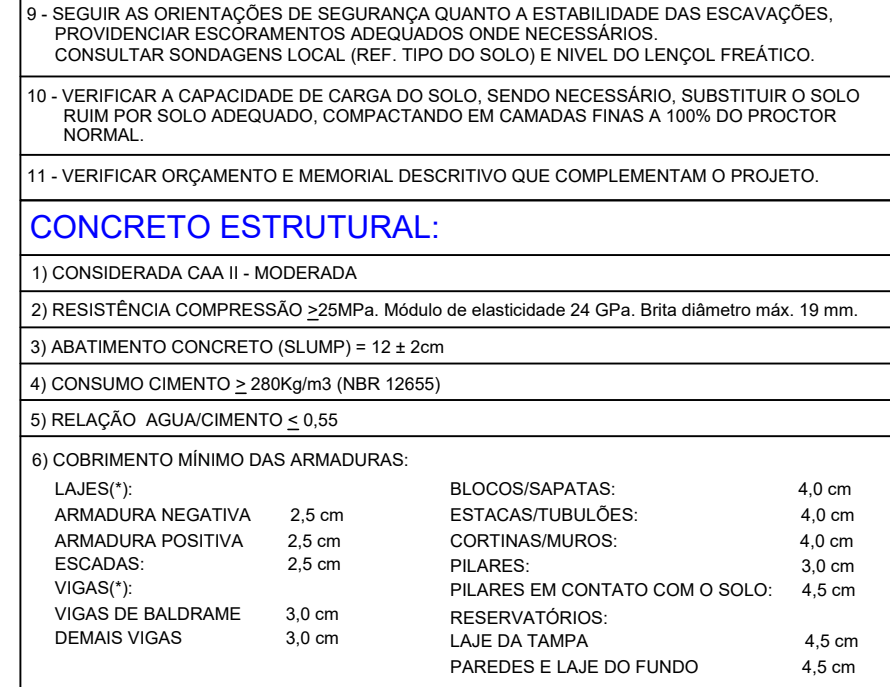 9 - SEGUIR AS ORIENTAÇÕES DE SEGURANÇA QUANTO A ESTABILIDADE DAS ESCAVAÇÕES,
PROVIDENCIAR ESCORAMENTOS ADEQUADOS ONDE NECESSÁRIOS.
CONSULTAR SONDAGENS LOCAL (REF. TIPO DO SOLO) E NIVEL DO LENÇOL FREÁTICO.
10 - VERIFICAR A CAPACIDADE DE CARGA DO SOLO, SENDO NECESSÁRIO, SUBSTITUIR O SOLO
RUIM POR SOLO ADEQUADO, COMPACTANDO EM CAMADAS FINAS A 100% DO PROCTOR
NORMAL.
11 - VERIFICAR ORÇAMENTO E MEMORIAL DESCRITIVO QUE COMPLEMENTAM O PROJETO.
CONCRETO ESTRUTURAL:
1) CONSIDERADA CAA II - MODERADA
2) RESISTÊNCIA COMPRESSÃO ≥25MPa. Módulo de elasticidade 24 GPa. Brita diâmetro máx. 19 mm.
3) ABATIMENTO CONCRETO (SLUMP) = 12 ± 2cm
4) CONSUMO CIMENTO ≥ 280Kg/m3 (NBR 12655)
5) RELAÇÃO AGUA/CIMENTO ≤ 0,55
6) COBRIMENTO MÍNIMO DAS ARMADURAS:
LAJES(*):
ARMADURA NEGATIVA 2,5 cm
ARMADURA POSITIVA 2,5 cm
ESCADAS: 2,5 cm
VIGAS(*):
VIGAS DE BALDRAME 3,0 cm
DEMAIS VIGAS 3,0 cm
BLOCOS/SAPATAS: 4,0 cm
ESTACAS/TUBULÕES: 4,0 cm
CORTINAS/MUROS: 4,0 cm
PILARES: 3,0 cm
PILARES EM CONTATO COM O SOLO: 4,5 cm
RESERVATÓRIOS:
LAJE DA TAMPA 4,5 cm
PAREDES E LAJE DO FUNDO 4,5 cm